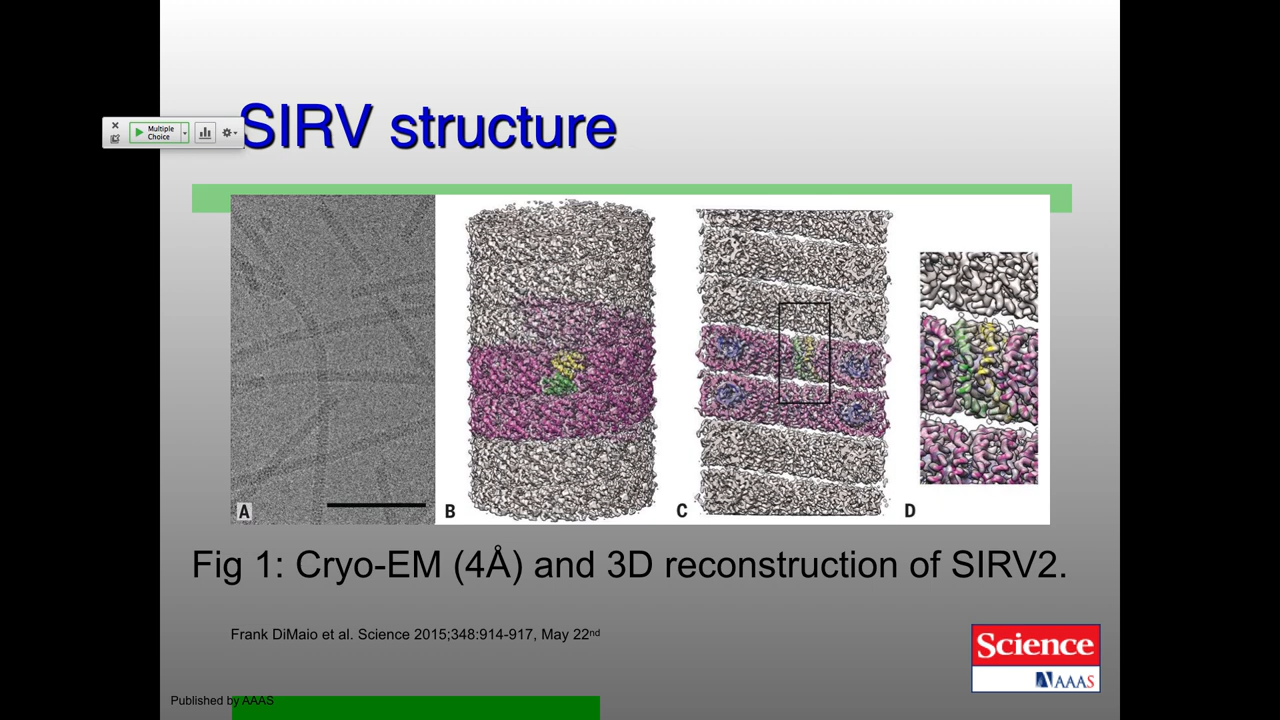 SIRV structure
Multiple
Choice
A
B
C
D
Fig 1: Cryo-EM (4Å) and 3D reconstruction of SIRV2.
Frank DiMaio et al. Science 2015;348:914-917, May 22nd
Science
AAAS
Published by AAAS